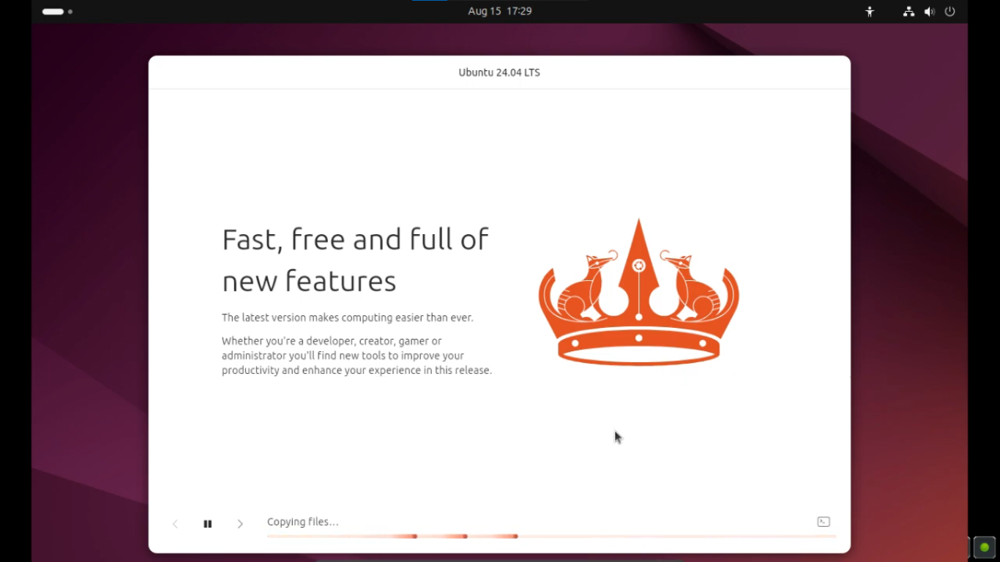 Aug 15 17:29
Ubuntu 24.04 LTS
Fast, free and full of
new features
The latest version makes computing easier than ever.
Whether you're a developer, creator, gamer or
administrator you'll find new tools to improve your
productivity and enhance your experience in this release.
Copying files...